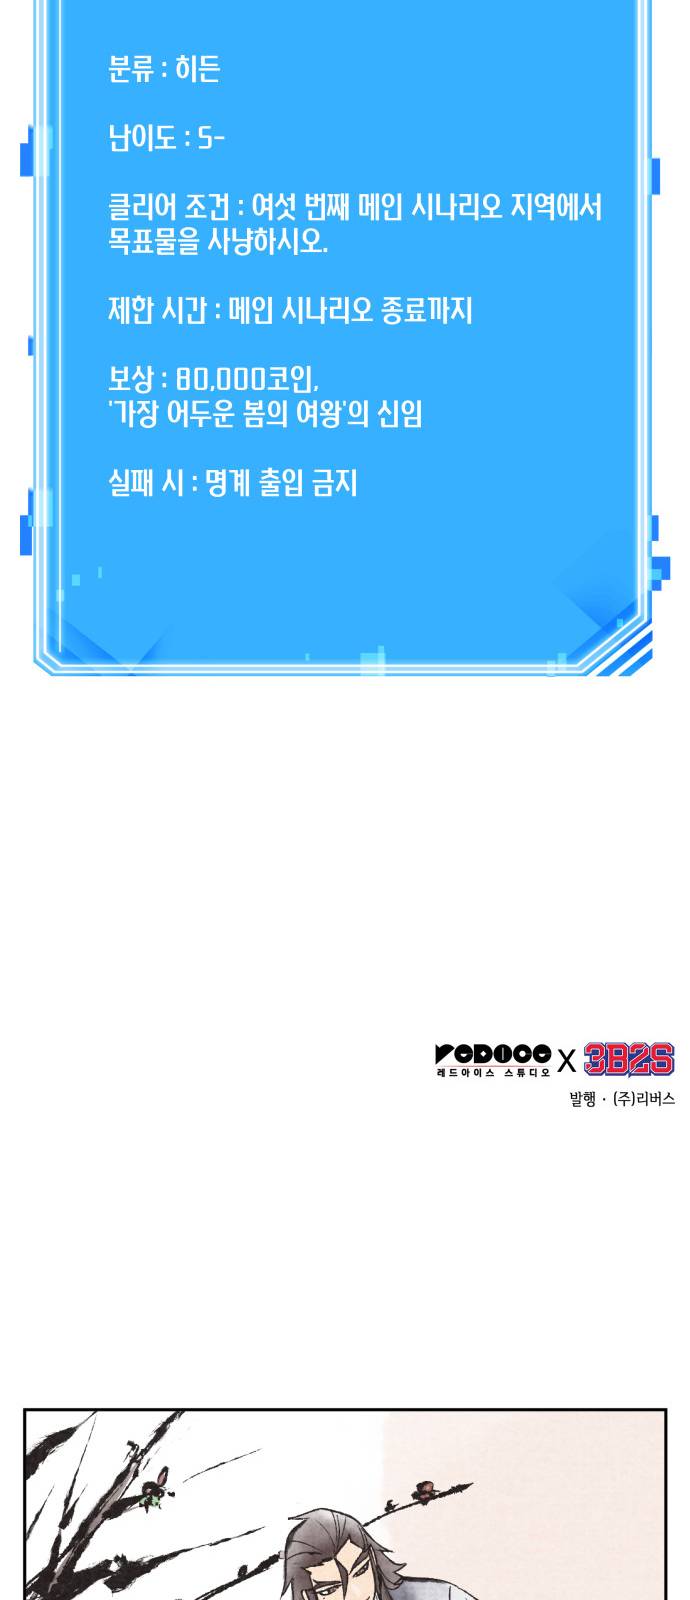 분류 : 히든
난이도 : S-
클리어 조건 : 여섯 번째 메인 시나리오 지역에서
목표물을 사냥하시오.
제한 시간 : 메인 시나리오 종료까지
보상 : 80,000코인,
'가장 어두운 봄의 여왕'의 신임
실패 시 : 명계 출입 금지
REDICE X 3B2S
레드아이스 스튜디오
발행 · (주)리버스